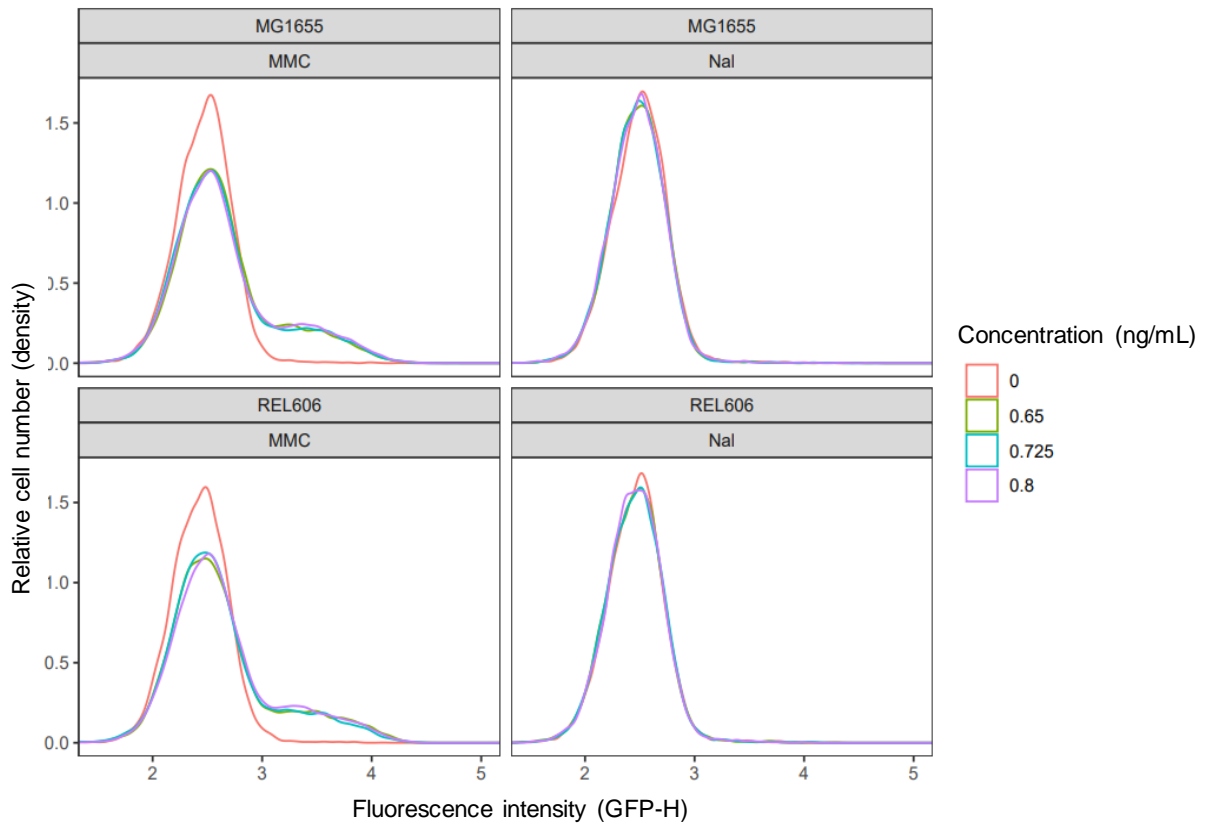 MG1655
MG1655
MMC
Nal
1.5
1.0
0.5
0.0
REL606
REL606
MMC
Nal
1.5
1.0
0.5
0.0
2 3 4 5
2 3 4 5
Relative cell number (density)
Fluorescence intensity (GFP-H)
Concentration (ng/mL)
0
0.65
0.725
0.8